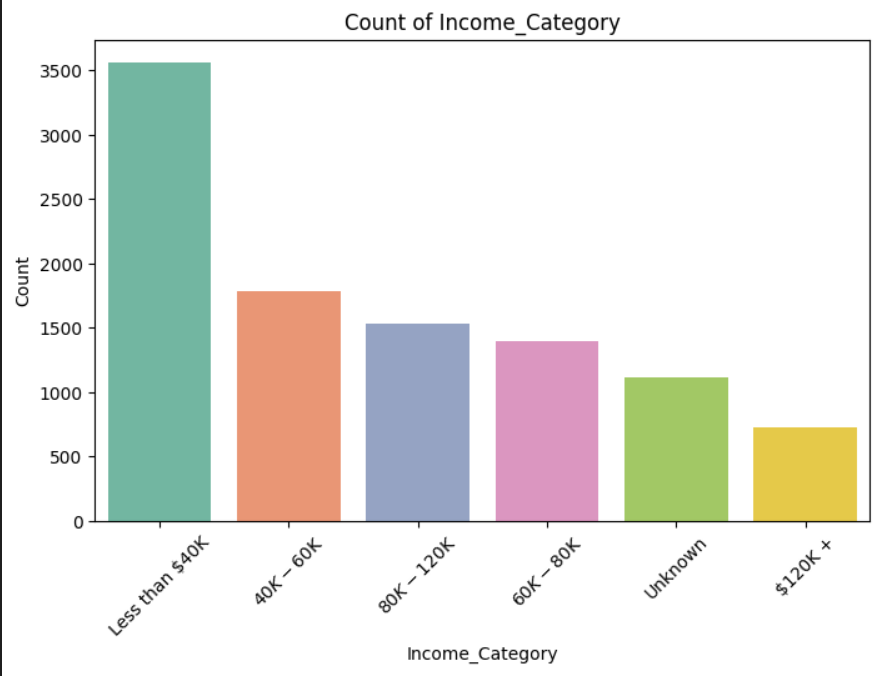 Count of Income_Category
Count
3500
3000
2500
2000
1500
1000
500
0
Less than $40K
40K − 60K
80K − 120K
60K − 80K
Unknown
$120K +
Income_Category